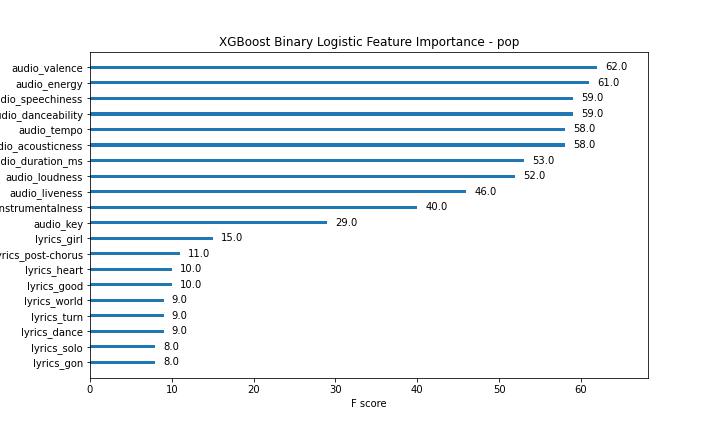 XGBoost Binary Logistic Feature Importance - pop
audio_valence 62.0
audio_energy 61.0
dio_speechiness 59.0
udio_danceability 59.0
audio_tempo 58.0
dio_acousticness 58.0
dio_duration_ms 53.0
audio_loudness 52.0
audio_liveness 46.0
nstrumentalness 40.0
audio_key 29.0
lyrics_girl 15.0
rics_post-chorus 11.0
lyrics_heart 10.0
lyrics_good 10.0
lyrics_world 9.0
lyrics_turn 9.0
lyrics_dance 9.0
lyrics_solo 8.0
lyrics_gon 8.0
0 10 20 30 40 50 60
F score